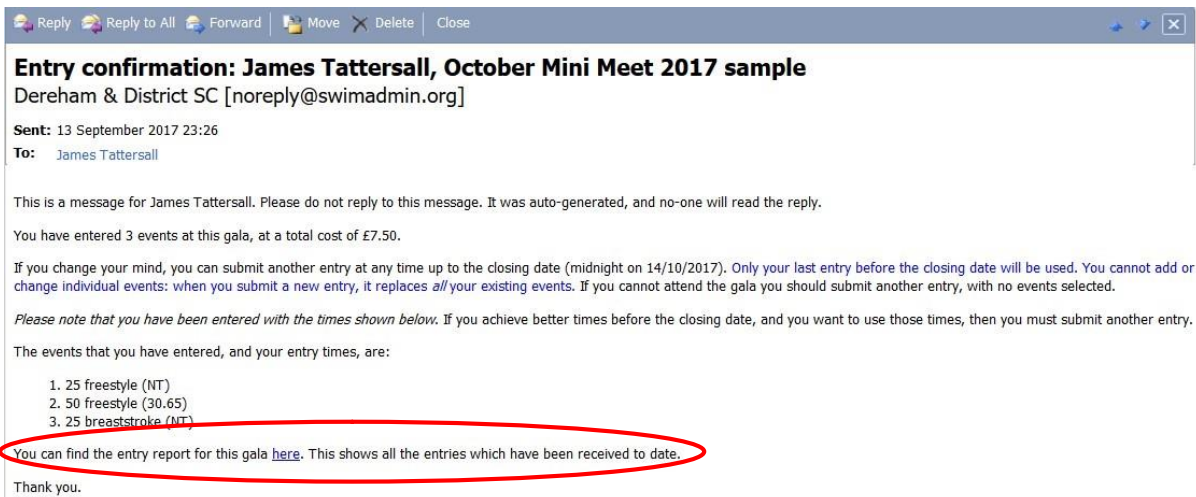 Reply Reply to All Forward Move Delete Close
Entry confirmation: James Tattersall, October Mini Meet 2017 sample
Dereham & District SC [noreply@swimadmin.org]
Sent: 13 September 2017 23:26
To: James Tattersall
This is a message for James Tattersall. Please do not reply to this message. It was auto-generated, and no-one will read the reply.
You have entered 3 events at this gala, at a total cost of £7.50.
If you change your mind, you can submit another entry at any time up to the closing date (midnight on 14/10/2017). Only your last entry before the closing date will be used. You cannot add or
change individual events: when you submit a new entry, it replaces all your existing events. If you cannot attend the gala you should submit another entry, with no events selected.
Please note that you have been entered with the times shown below. If you achieve better times before the closing date, and you want to use those times, then you must submit another entry.
The events that you have entered, and your entry times, are:
1. 25 freestyle (NT)
2. 50 freestyle (30.65)
3. 25 breaststroke (NT)
You can find the entry report for this gala here. This shows all the entries which have been received to date.
Thank you.